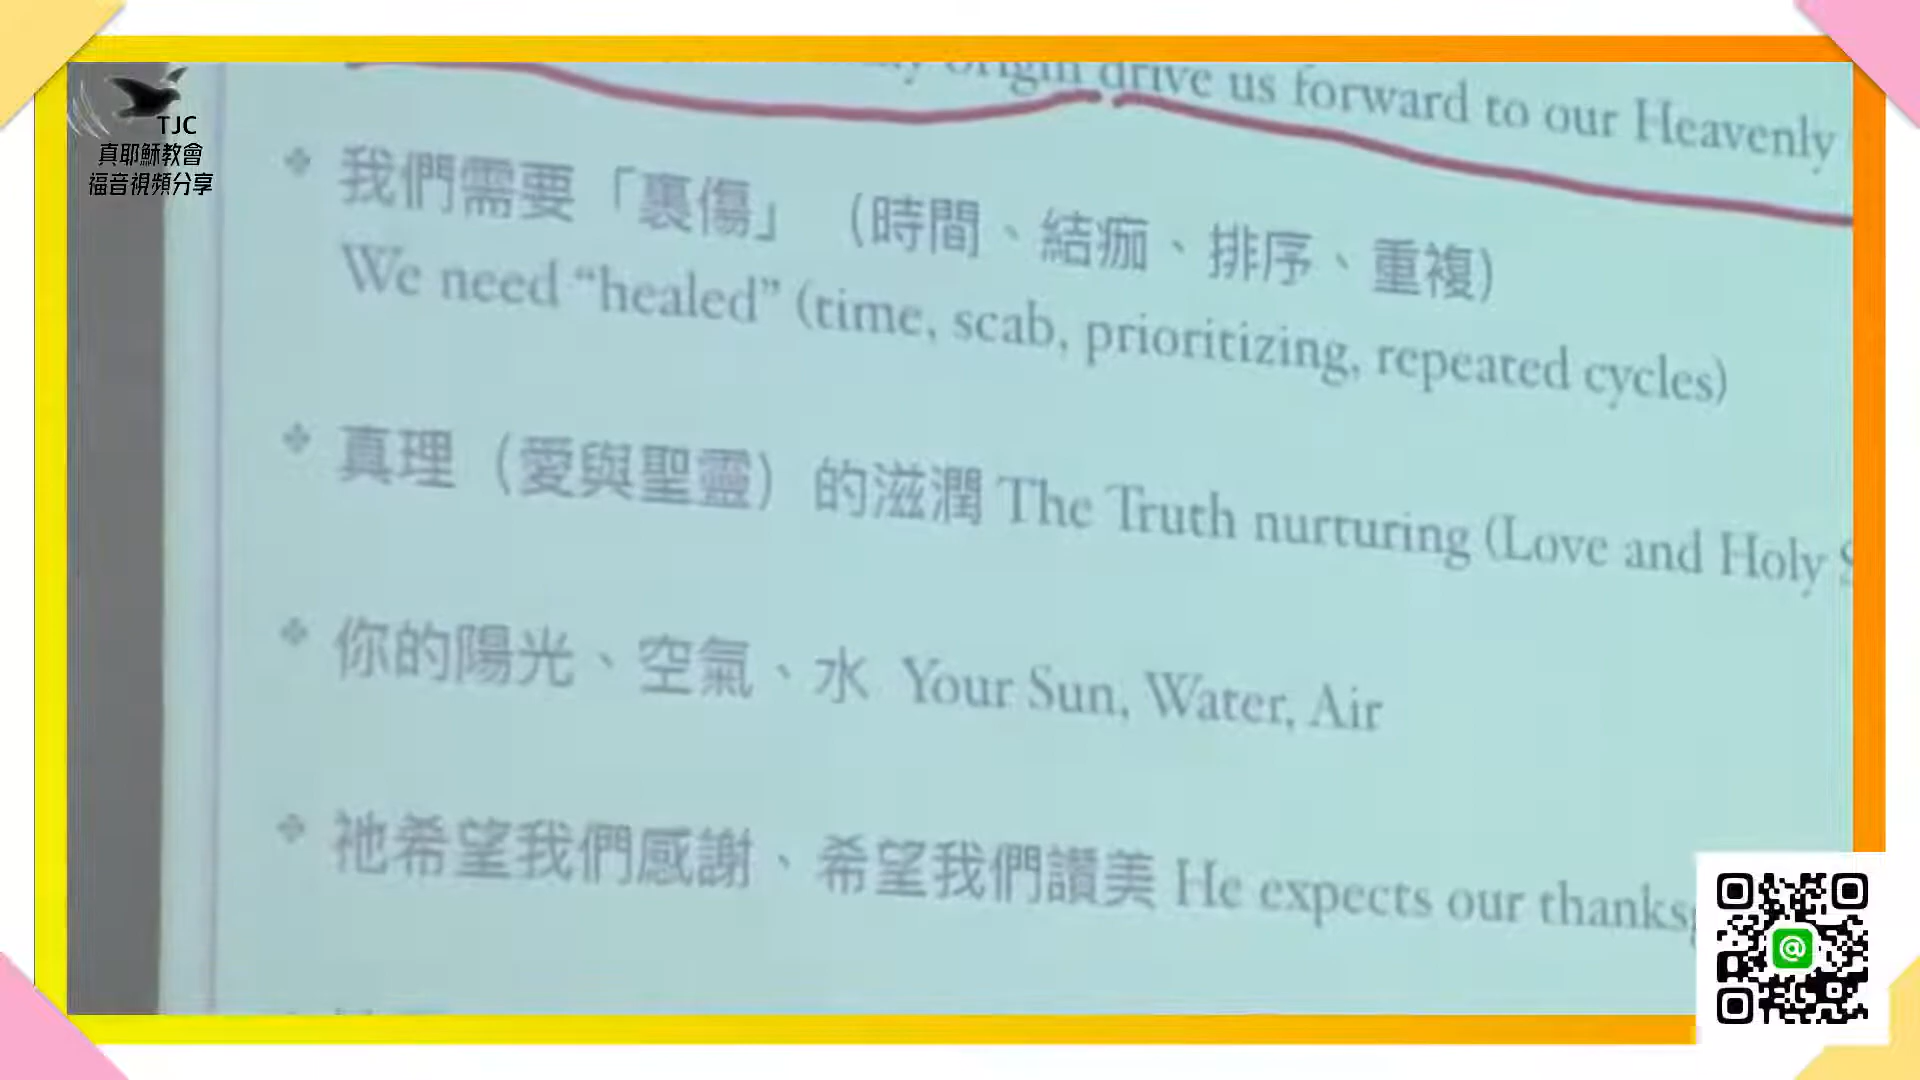 TJC
真耶穌教會
福音視頻分享
origin drive us forward to our Heavenly
我們需要「裹傷」（時間、結痂、排序、重複）
We need “healed” (time, scab, prioritizing, repeated cycles)
真理（愛與聖靈）的滋潤 The Truth nurturing (Love and Holy
你的陽光、空氣、水 Your Sun, Water, Air
祂希望我們感謝、希望我們讚美 He expects our